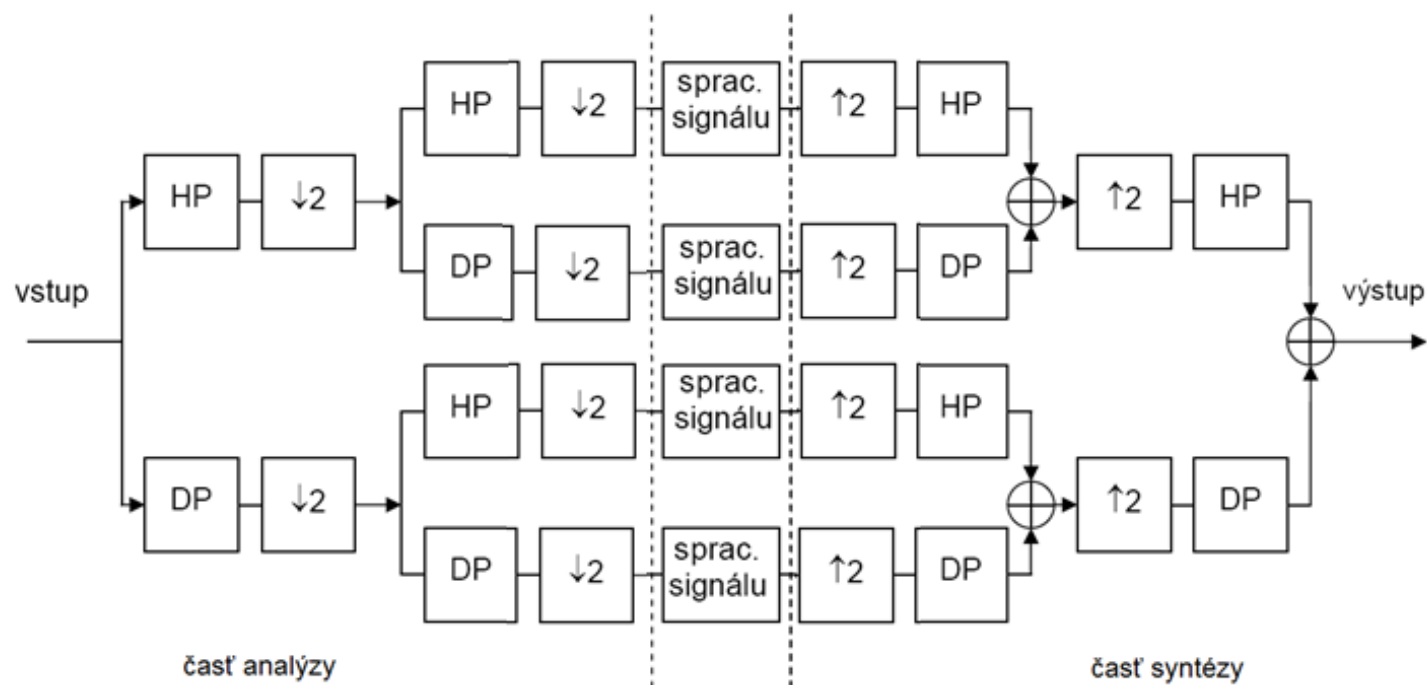 HP
↓2
sprac.
signálu
↑2
HP
HP
↓2
↑2
HP
DP
↓2
sprac.
signálu
↑2
DP
vstup
výstup
HP
↓2
sprac.
signálu
↑2
HP
DP
↓2
↑2
DP
DP
↓2
sprac.
signálu
↑2
DP
časť analýzy
časť syntézy